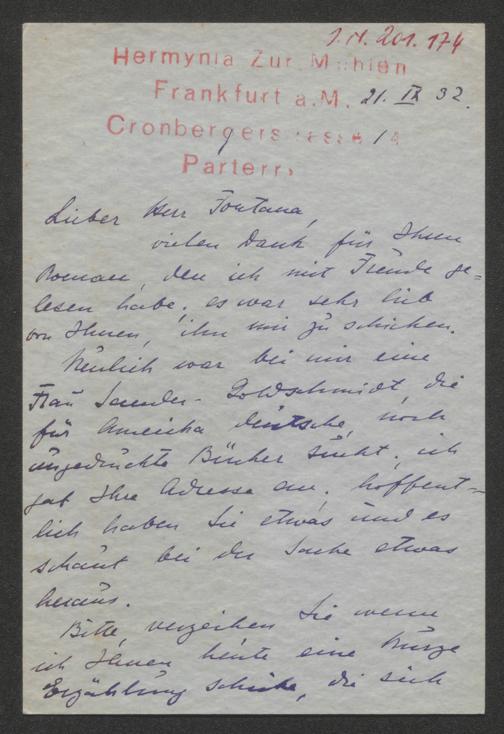 I.N. 201.174
Hermynia Zur Mühlen
Frankfurt a.M. 21. IX 32.
Cronbergerstrasse
Parterre
Lieber Herr Fontana,
vielen Dank für Ihren
Roman, den ich mit Freude ge-
lesen habe; es war sehr lieb
von Ihnen, ihn mir zu schicken.
Neulich war bei mir eine
Frau Goldschmidt, die
für Amerika deutsche, noch
ungedruckte Bücher sucht; ich
gab Ihre Adresse an; hoffent-
lich haben Sie etwas und es
schaut bei der Sache etwas
heraus.
Bitte, verzeihen Sie wenn
ich Ihnen heute eine kurze
Erzählung schicke, die sich